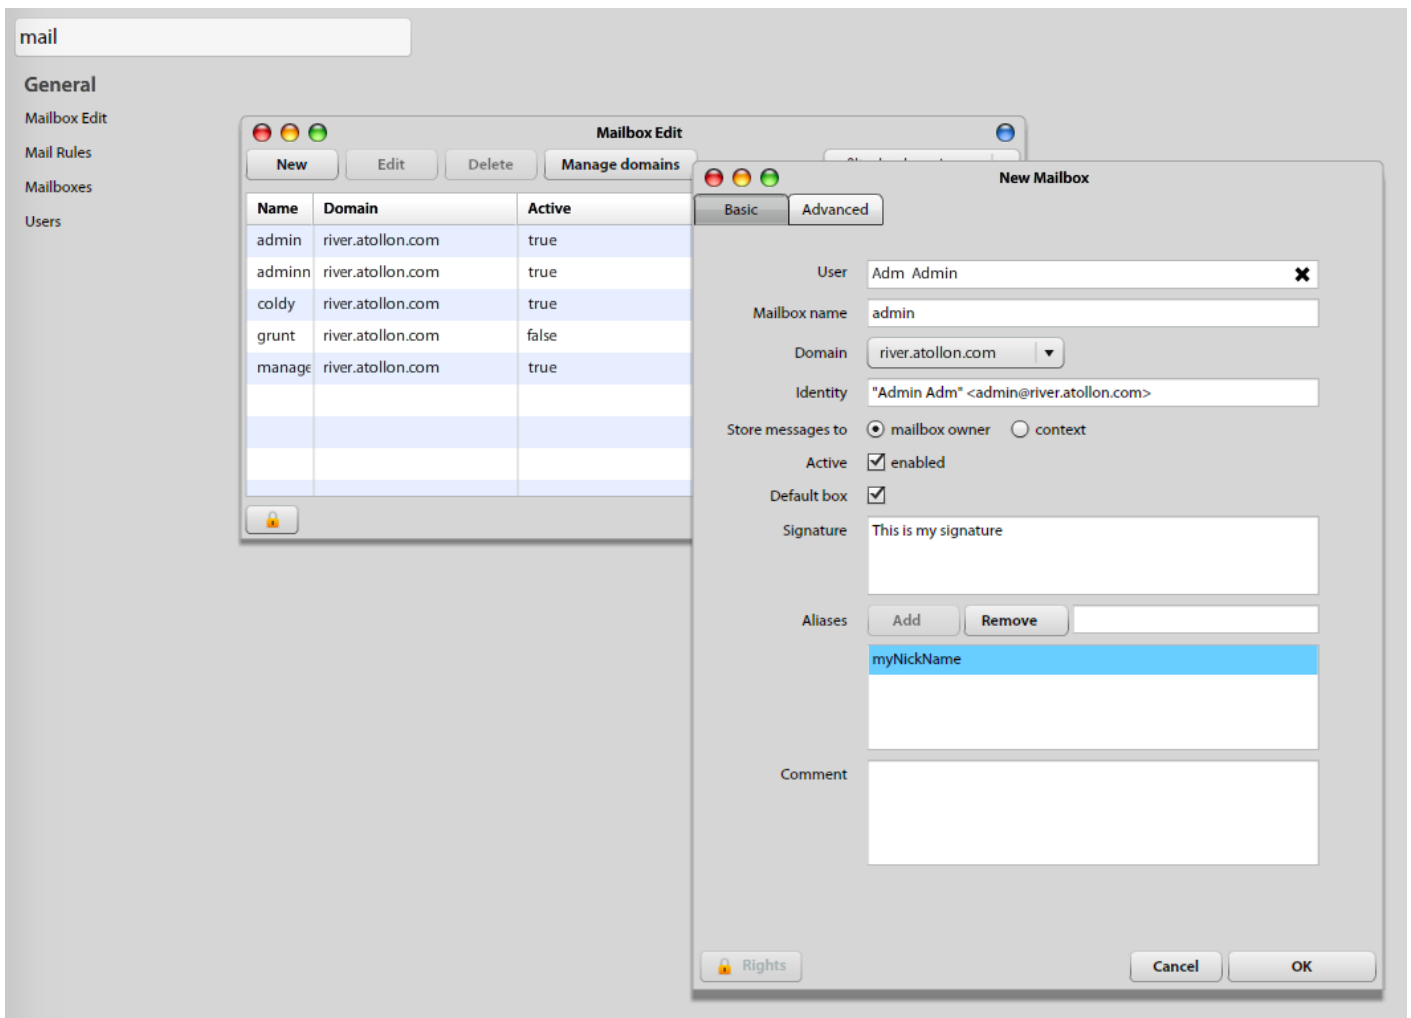 mail
General
Mailbox Edit
Mail Rules
Mailboxes
Users
Mailbox Edit
New Edit Delete Manage domains
Name Domain Active
admin river.atollon.com true
adminn river.atollon.com true
coldy river.atollon.com true
grunt river.atollon.com false
manage river.atollon.com true
New Mailbox
Basic Advanced
User Adm Admin
Mailbox name admin
Domain river.atollon.com
Identity "Admin Adm" <admin@river.atollon.com>
Store messages to mailbox owner context
Active enabled
Default box
Signature This is my signature
Aliases Add Remove
myNickName
Comment
Rights Cancel OK